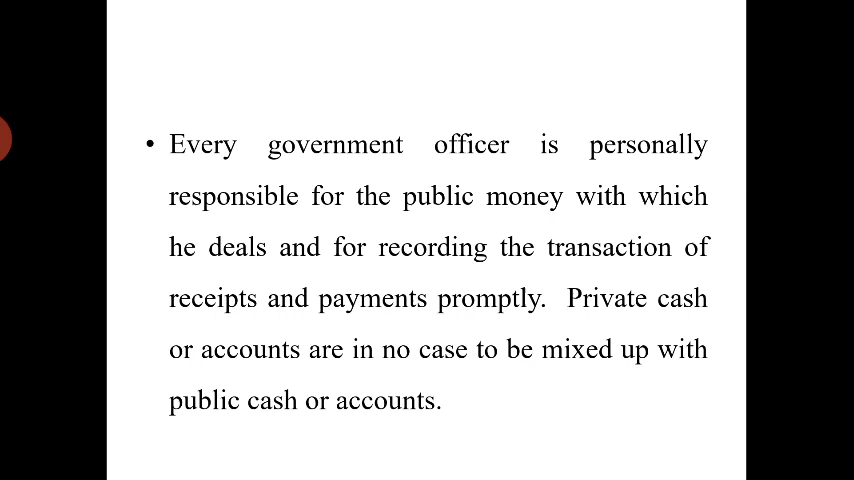 • Every government officer is personally
responsible for the public money with which
he deals and for recording the transaction of
receipts and payments promptly.  Private cash
or accounts are in no case to be mixed up with
public cash or accounts.